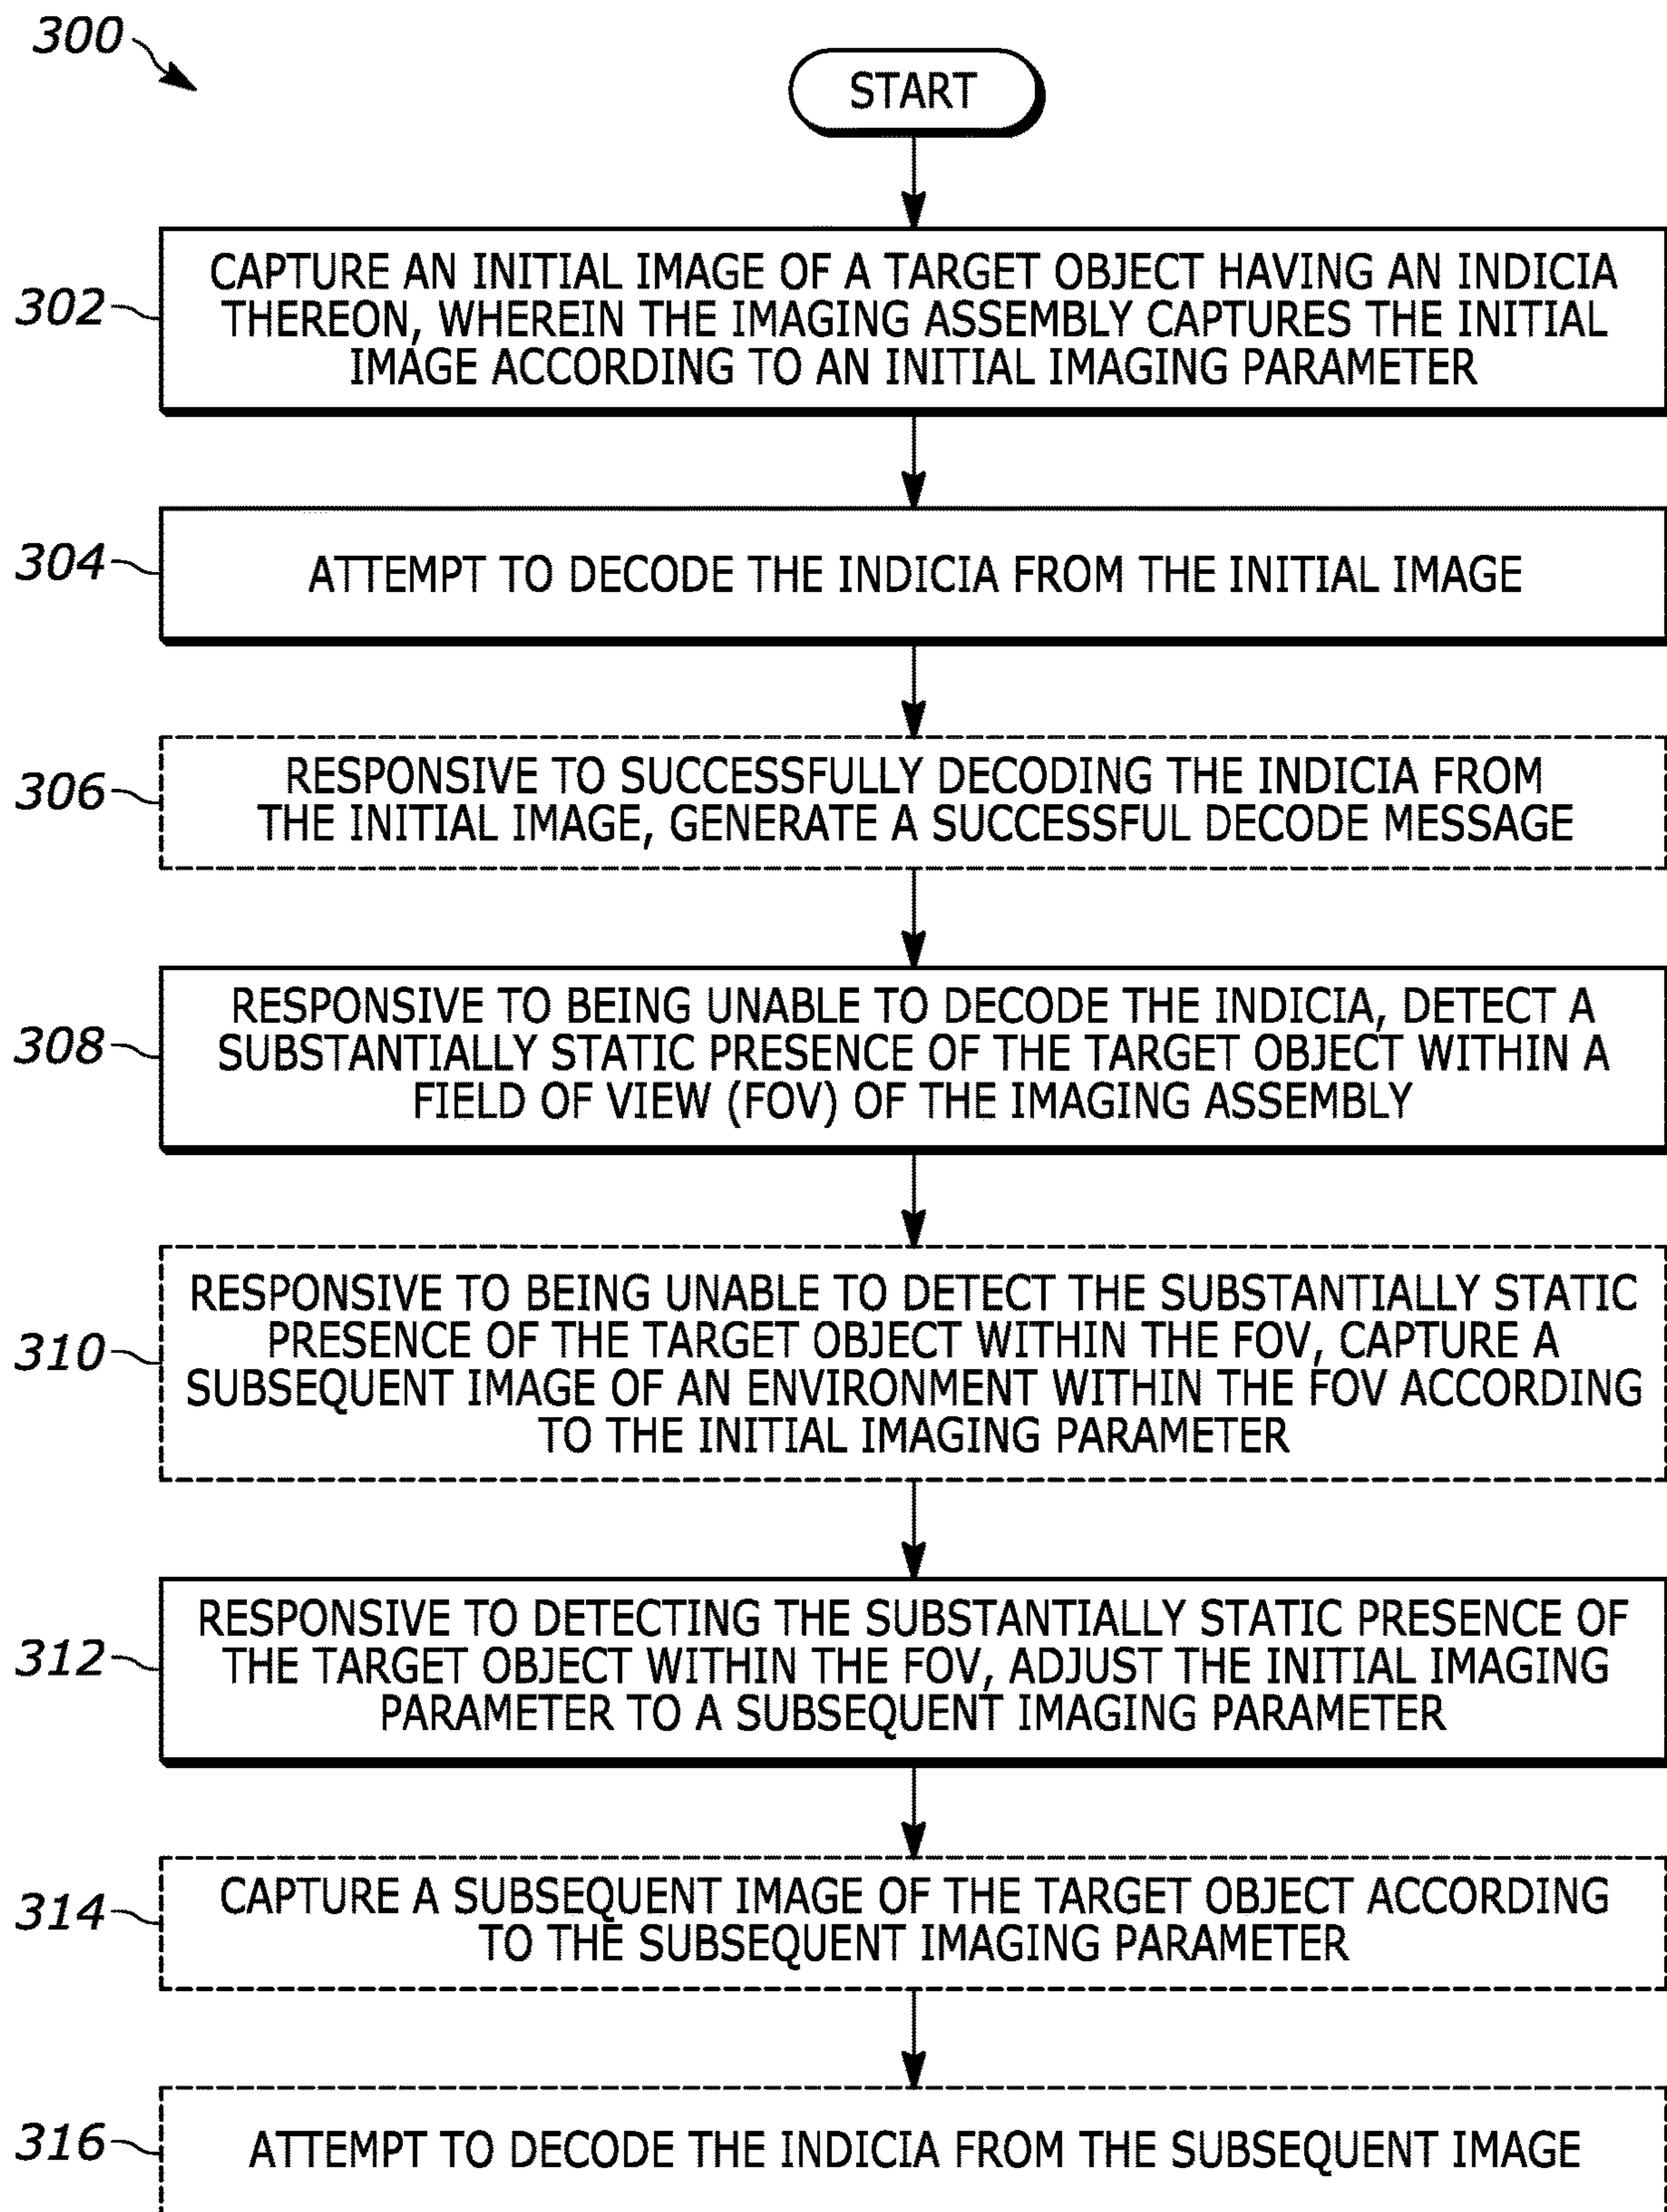 300
START
302
CAPTURE AN INITIAL IMAGE OF A TARGET OBJECT HAVING AN INDICIA
THEREON, WHEREIN THE IMAGING ASSEMBLY CAPTURES THE INITIAL
IMAGE ACCORDING TO AN INITIAL IMAGING PARAMETER
304
ATTEMPT TO DECODE THE INDICIA FROM THE INITIAL IMAGE
306
RESPONSIVE TO SUCCESSFULLY DECODING THE INDICIA FROM
THE INITIAL IMAGE, GENERATE A SUCCESSFUL DECODE MESSAGE
308
RESPONSIVE TO BEING UNABLE TO DECODE THE INDICIA, DETECT A
SUBSTANTIALLY STATIC PRESENCE OF THE TARGET OBJECT WITHIN A
FIELD OF VIEW (FOV) OF THE IMAGING ASSEMBLY
310
RESPONSIVE TO BEING UNABLE TO DETECT THE SUBSTANTIALLY STATIC
PRESENCE OF THE TARGET OBJECT WITHIN THE FOV, CAPTURE A
SUBSEQUENT IMAGE OF AN ENVIRONMENT WITHIN THE FOV ACCORDING
TO THE INITIAL IMAGING PARAMETER
312
RESPONSIVE TO DETECTING THE SUBSTANTIALLY STATIC PRESENCE OF
THE TARGET OBJECT WITHIN THE FOV, ADJUST THE INITIAL IMAGING
PARAMETER TO A SUBSEQUENT IMAGING PARAMETER
314
CAPTURE A SUBSEQUENT IMAGE OF THE TARGET OBJECT ACCORDING
TO THE SUBSEQUENT IMAGING PARAMETER
316
ATTEMPT TO DECODE THE INDICIA FROM THE SUBSEQUENT IMAGE